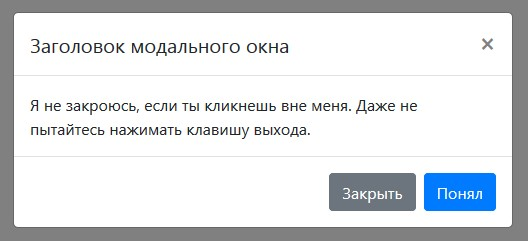 Заголовок модального окна
×
Я не закроюсь, если ты кликнешь вне меня. Даже не
пытайтесь нажимать клавишу выхода.
Закрыть Понял